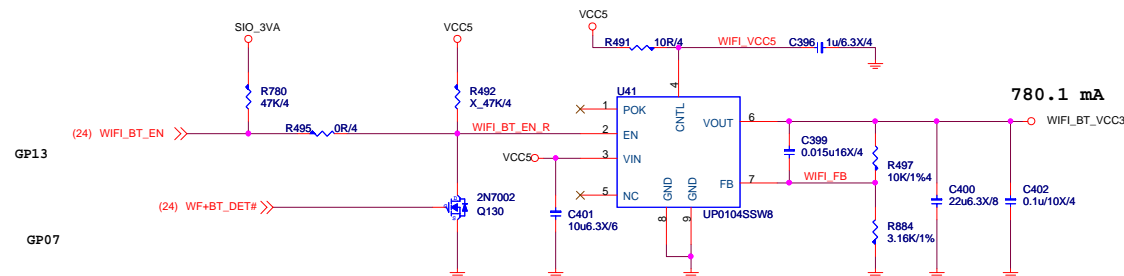 SIO_3VA
VCC5
VCC5
R491
10R/4
WIFI_VCC5
C396
1u/6.3X/4
R780
47K/4
R492
X_47K/4
U41
4
CNTL
780.1 mA
1
POK
VOUT
6
WIFI_BT_VCC3
(24) WIFI_BT_EN
R495
0R/4
WIFI_BT_EN_R
2
EN
C399
0.015u16X/4
R497
10K/1%4
GP13
VCC5
3
VIN
WIFI_FB
7
FB
5
NC
GND
GND
2N7002
Q130
(24) WF+BT_DET#
G
C401
10u6.3X/6
8
9
UP0104SSW8
C400
22u6.3X/8
C402
0.1u/10X/4
R884
3.16K/1%
GP07